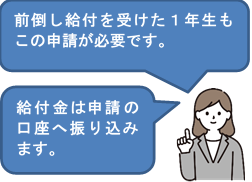 前倒し給付を受けた１年生も
この申請が必要です。
給付金は申請の
口座へ振り込み
ます。